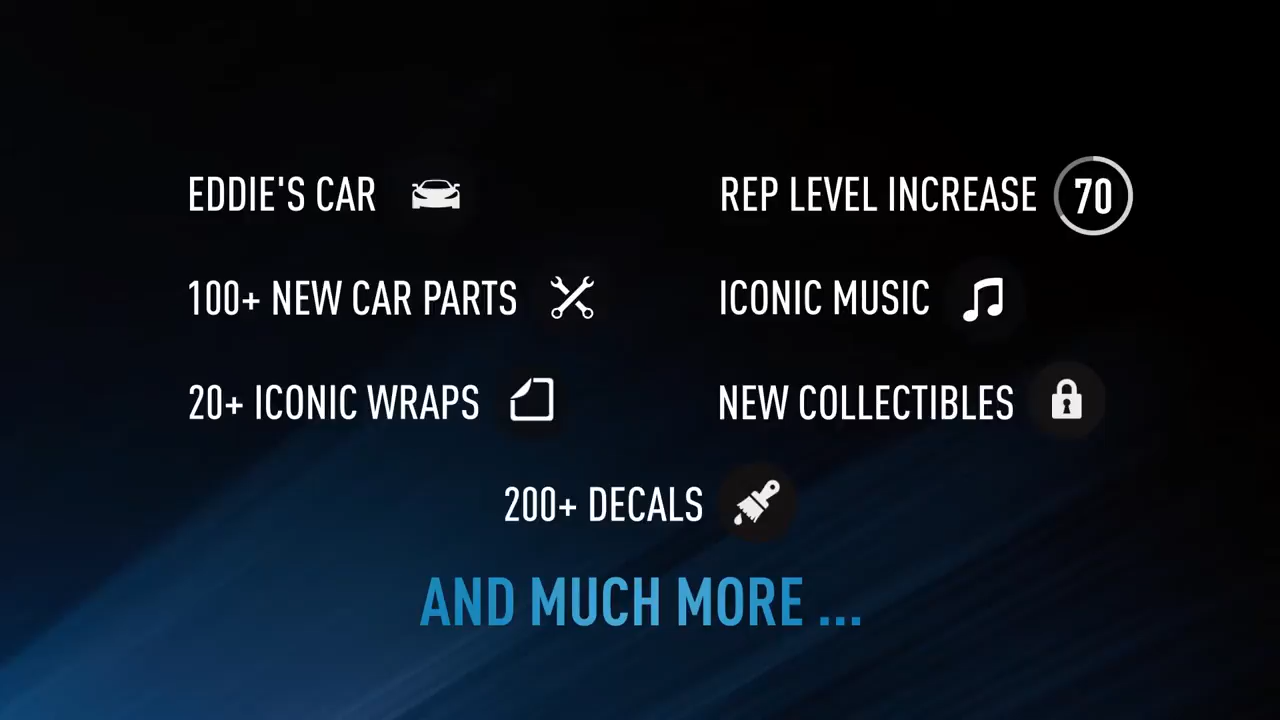 EDDIE'S CAR
REP LEVEL INCREASE 70
100+ NEW CAR PARTS
ICONIC MUSIC
20+ ICONIC WRAPS
NEW COLLECTIBLES
200+ DECALS
AND MUCH MORE ...